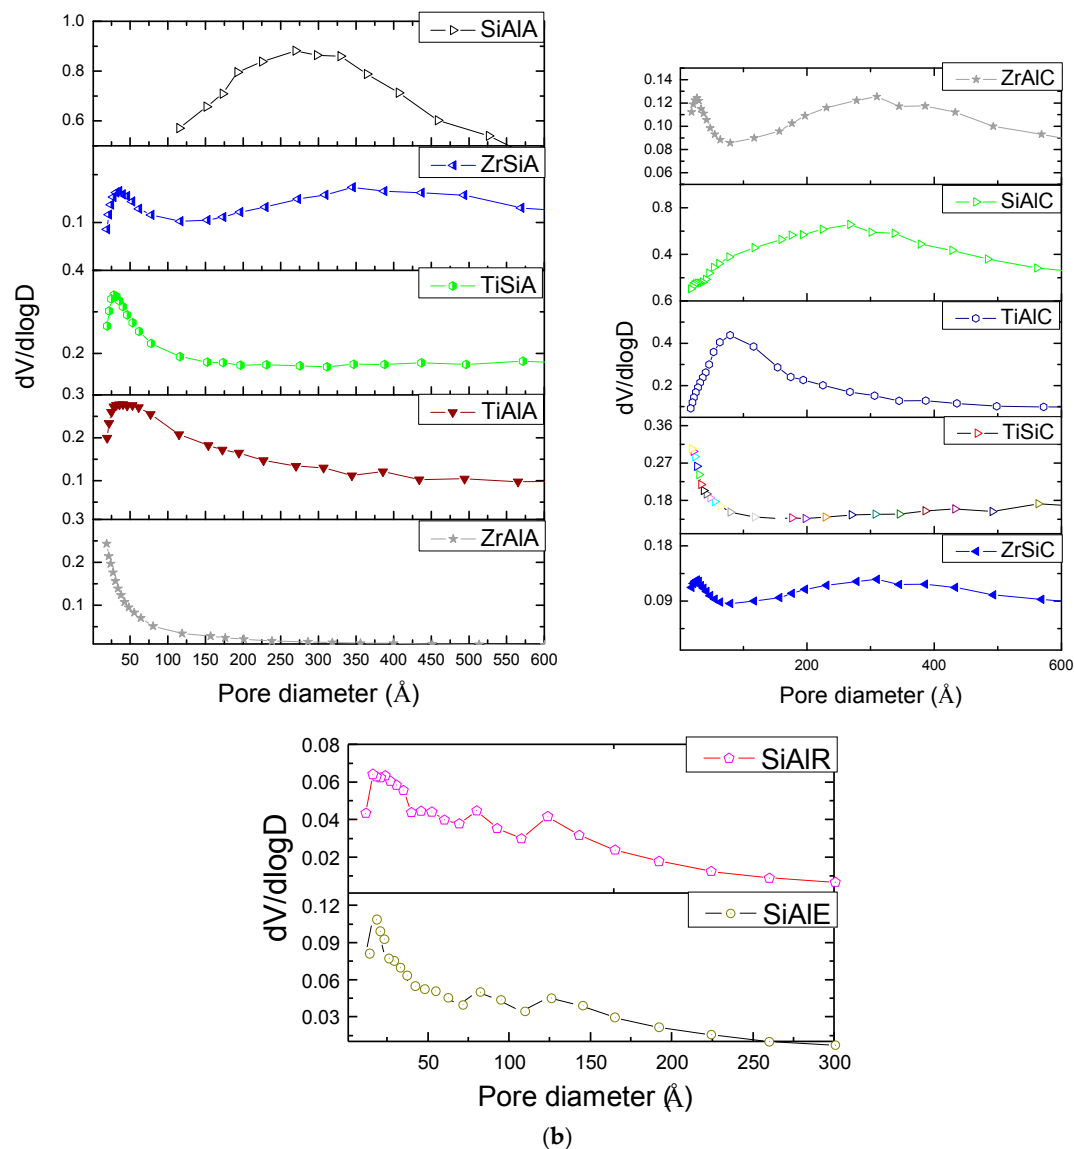 1.0
0.8
0.6
SiAlA
0.1
ZrSiA
0.4
0.2
TiSiA
0.3
0.2
0.1
TiAlA
0.3
0.1
ZrAlA
50 100 150 200 250 300 350 400 450 500 550 600
Pore diameter (Å)
dV/dlogD
0.14
0.12
0.10
0.08
0.06
ZrAlC
0.8
0.4
0.6
SiAlC
0.4
0.2
TiAlC
0.36
0.27
0.18
TiSiC
0.18
0.09
ZrSiC
200 400 600
Pore diameter (Å)
dV/dlogD
0.08
0.06
0.04
0.02
SiAlR
0.12
0.09
0.06
0.03
SiAlE
50 100 150 200 250 300
Pore diameter (Å)
dV/dlogD
(b)